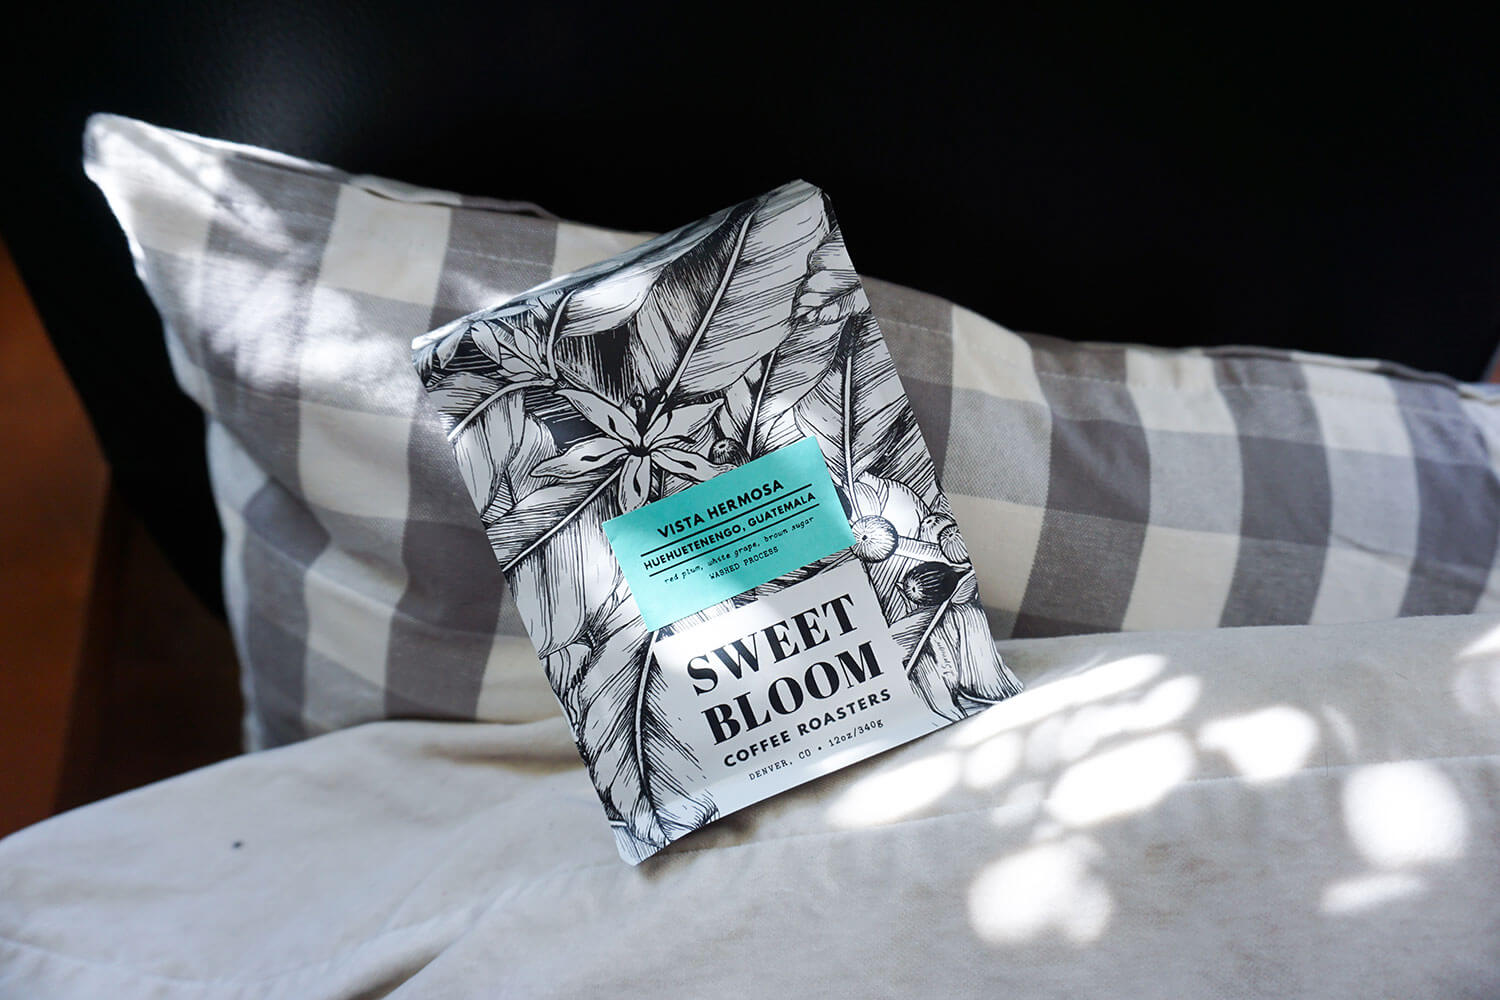 VISTA HERMOSA
HUEHUETENENGO, GUATEMALA
red plum, white grape, brown sugar
WASHED PROCESS
SWEET
BLOOM
COFFEE ROASTERS
DENVER, CO • 12oz/340g